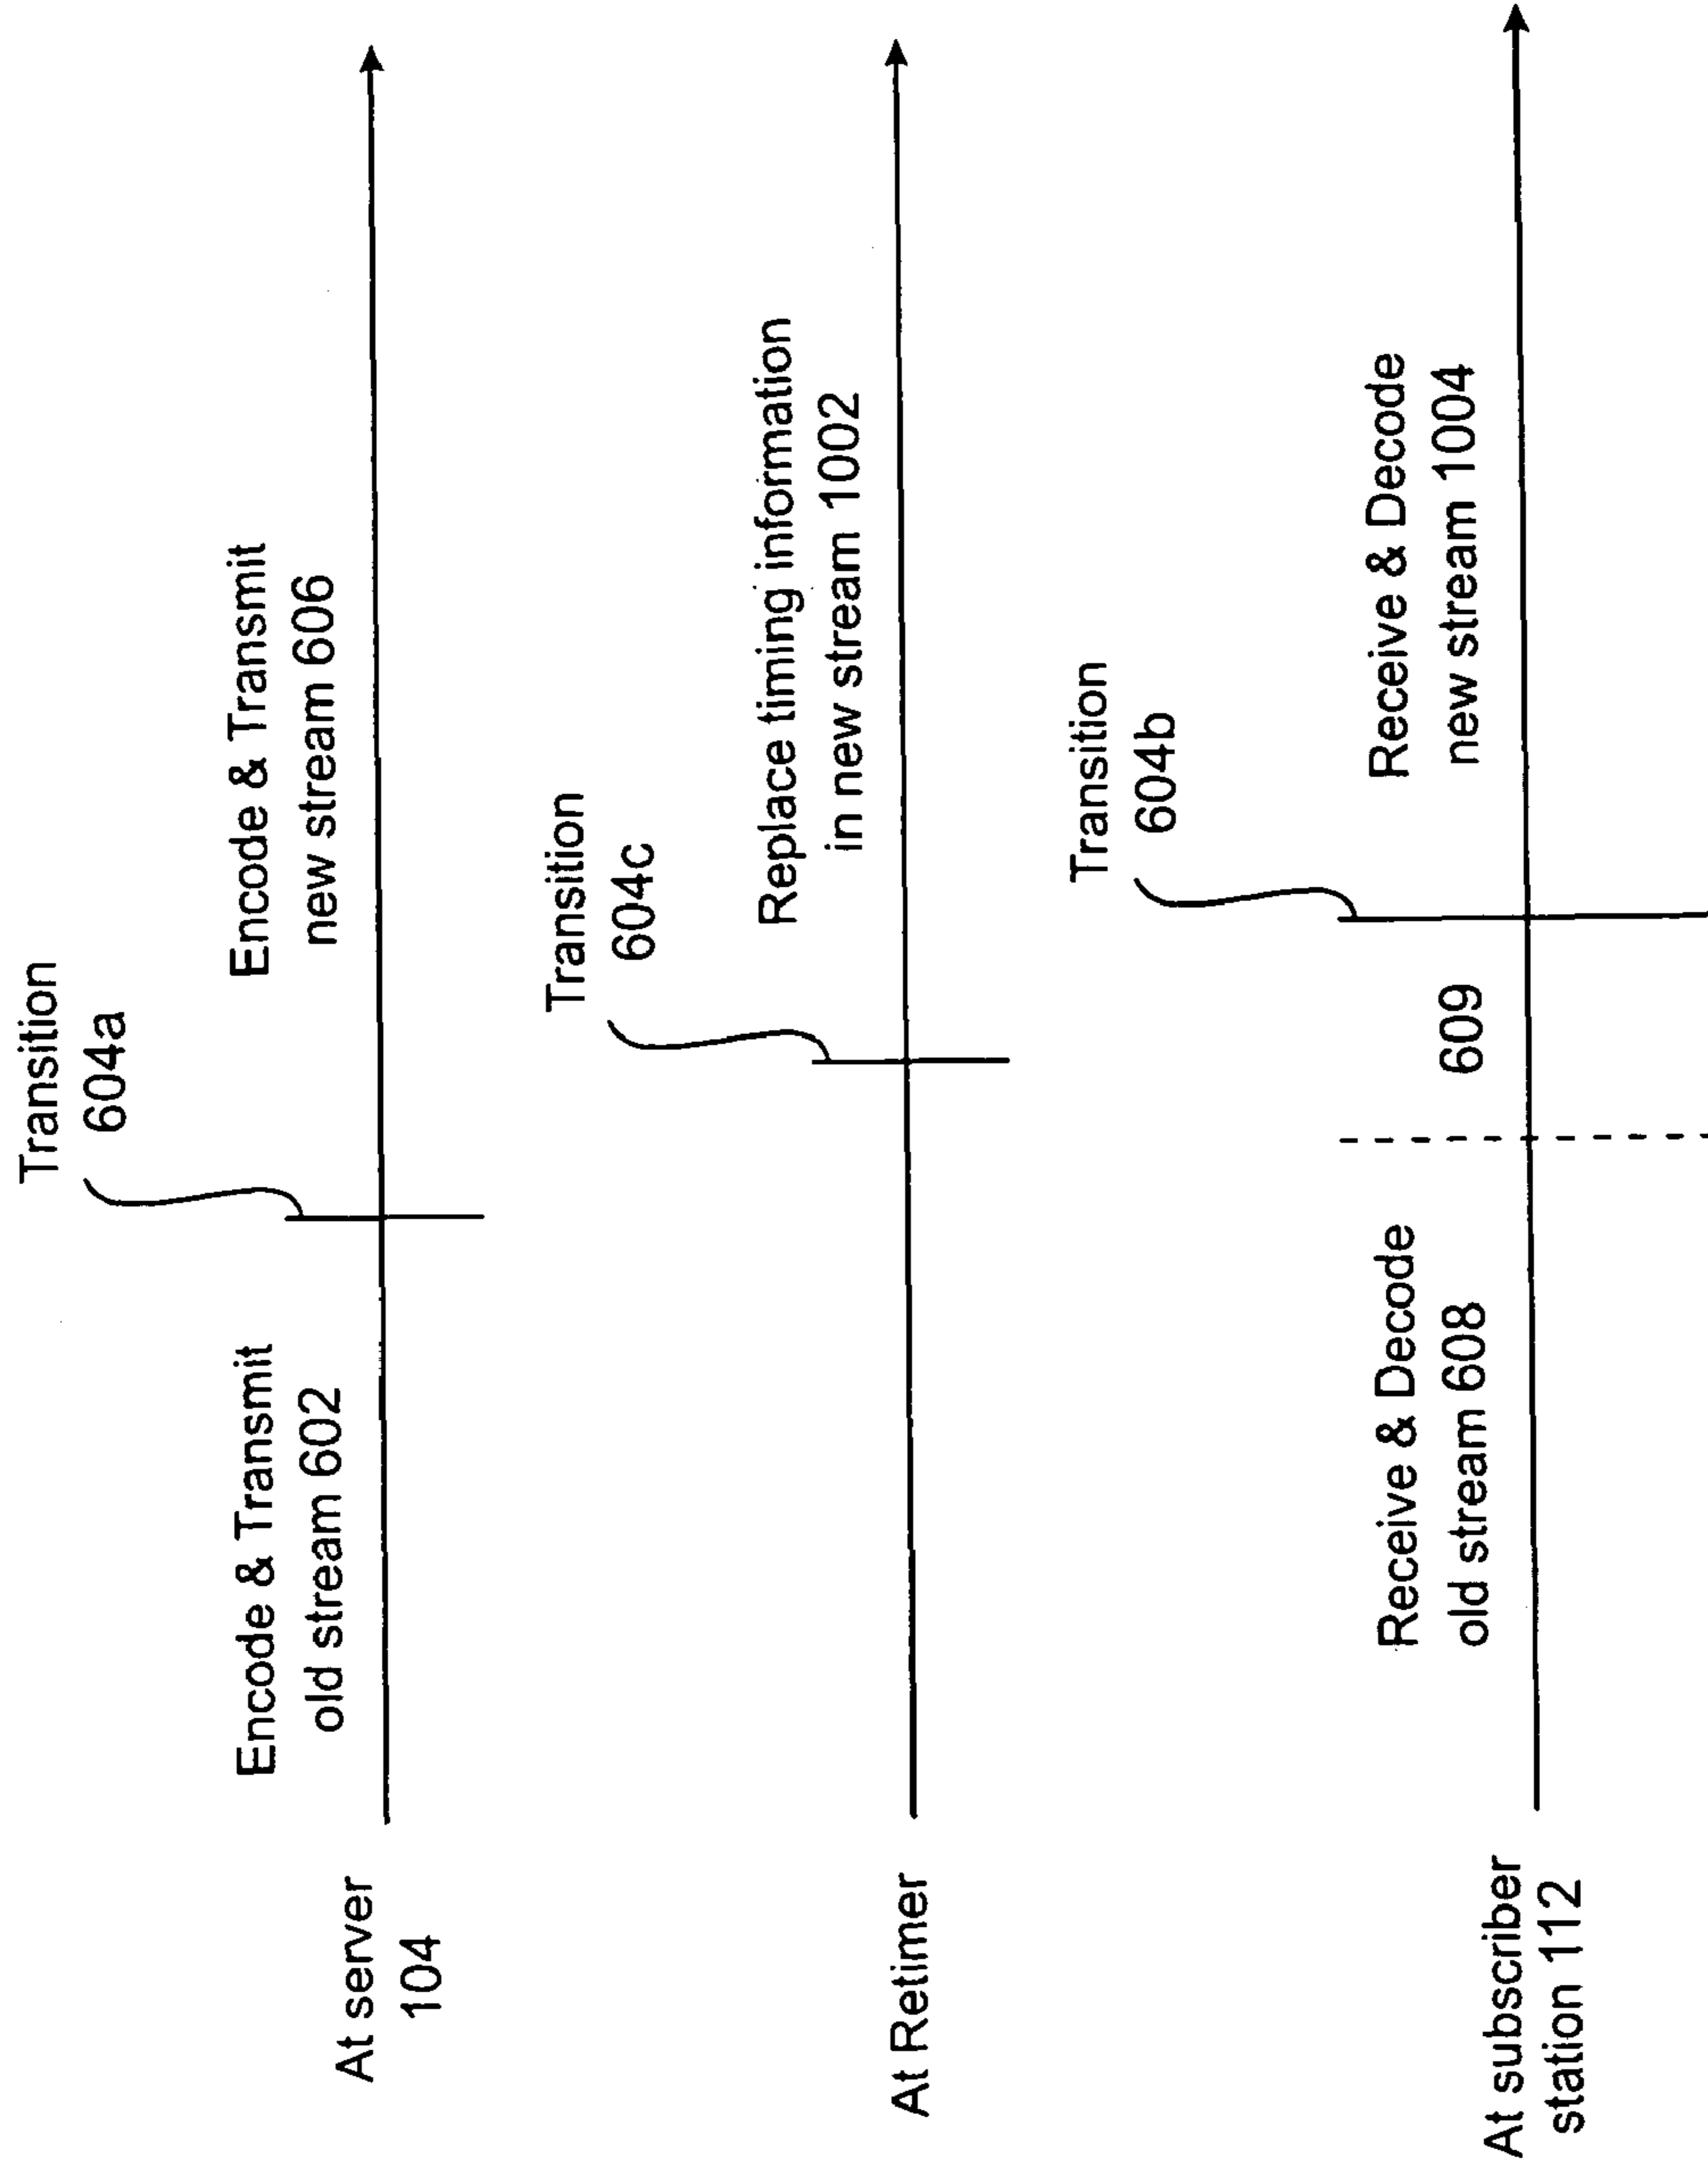 Transition
604a
Encode & Transmit
old stream 602
Encode & Transmit
new stream 606
At server
104
Transition
604c
Replace timing information
in new stream 1002
At Retimer
Transition
604b
Receive & Decode
old stream 608
609
Receive & Decode
new stream 1004
At subscriber
station 112